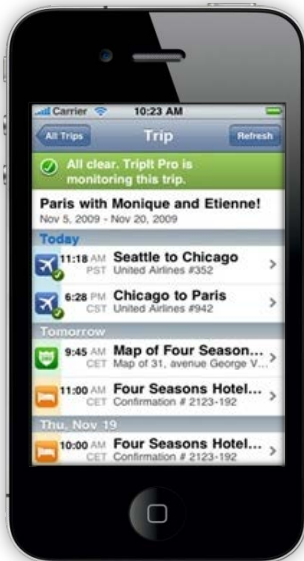 Carrier 10:23 AM
All Trips Trip Refresh
All clear. TripIt Pro is
monitoring this trip.
Paris with Monique and Etienne!
Nov 5, 2009 - Nov 20, 2009
Today
11:18 AM Seattle to Chicago
PST United Airlines #352
6:28 PM Chicago to Paris
CST United Airlines #942
Tomorrow
9:45 AM Map of Four Season...
CET Map of 31, avenue George V...
11:00 AM Four Seasons Hotel...
CET Confirmation # 2123-192
Thu, Nov 19
10:00 AM Four Seasons Hotel...
CET Confirmation # 2123-192